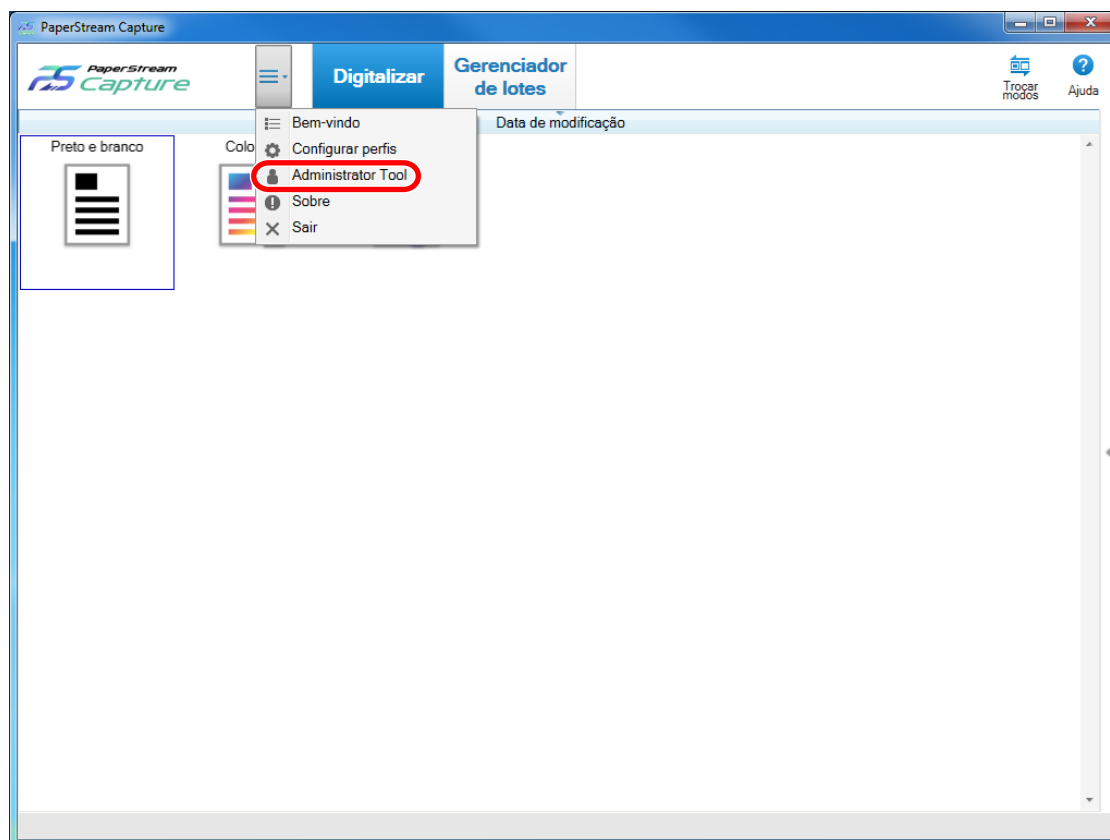 PaperStream Capture
PaperStream
Capture
Digitalizar
Gerenciador
de lotes
Trocar
modos
Ajuda
Data de modificação
Bem-vindo
Configurar perfis
Administrator Tool
Sobre
Sair
Preto e branco
Colo